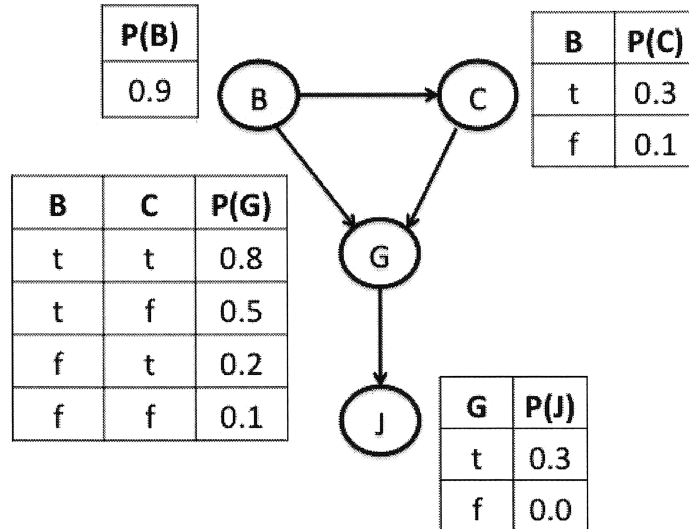 P(B)
0.9
B
C
B P(C)
t 0.3
f 0.1
B C P(G)
t t 0.8
t f 0.5
f t 0.2
f f 0.1
G
J
G P(J)
t 0.3
f 0.0